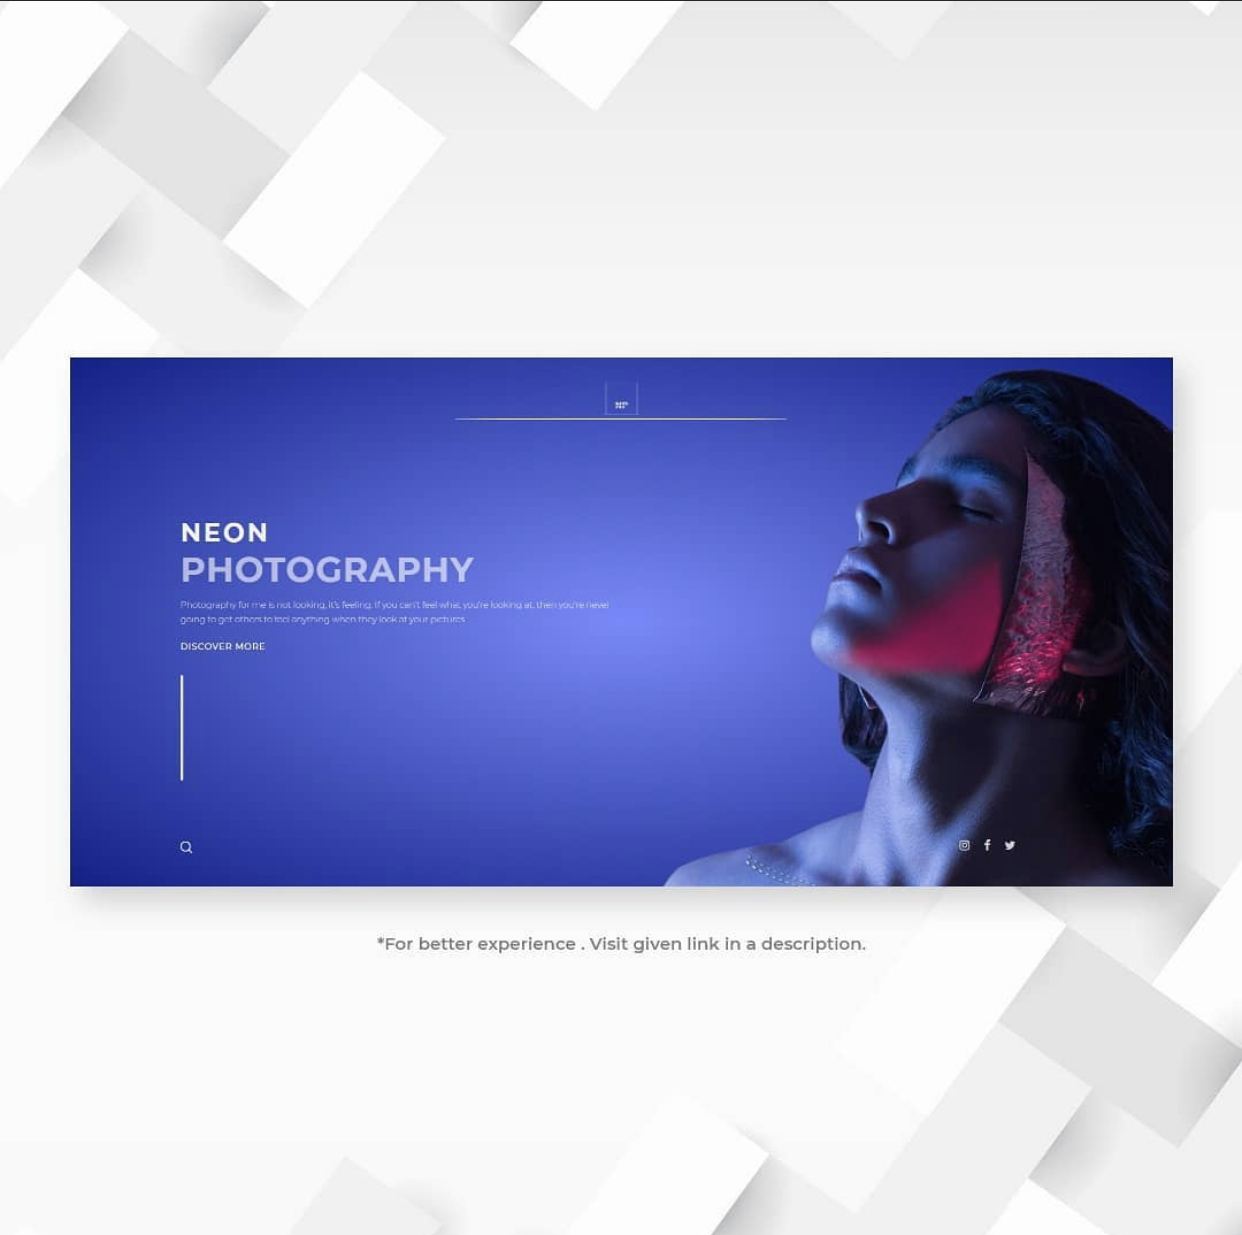 NEON
PHOTOGRAPHY
Photography for me is not looking, it's feeling. If you can't feel what you're looking at, then you're never
going to get others to feel anything when they look at your pictures
DISCOVER MORE
*For better experience . Visit given link in a description.